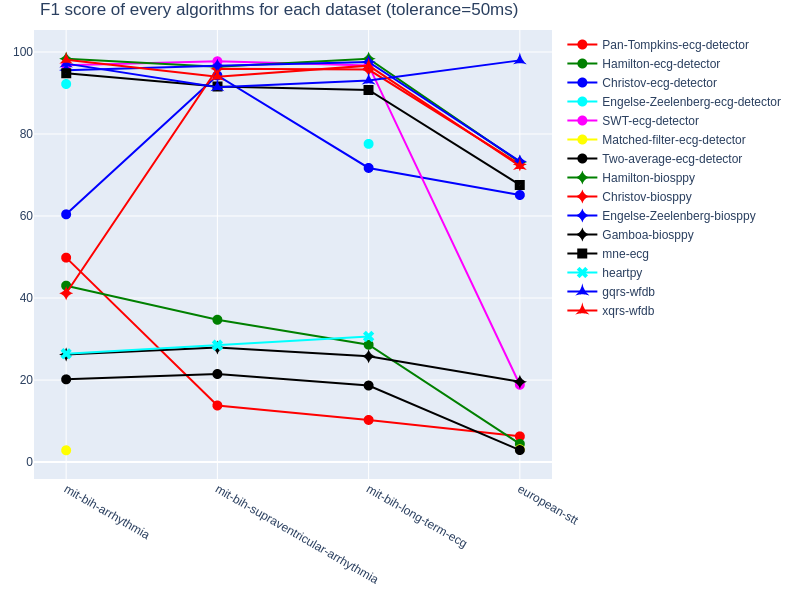 F1 score of every algorithms for each dataset (tolerance=50ms)
100
80
60
40
20
0
mit-bih-arrhythmia
mit-bih-supraventricular-arrhythmia
mit-bih-long-term-ecg
european-stt
Pan-Tompkins-ecg-detector
Hamilton-ecg-detector
Christov-ecg-detector
Engelse-Zeelenberg-ecg-detector
SWT-ecg-detector
Matched-filter-ecg-detector
Two-average-ecg-detector
Hamilton-biosppy
Christov-biosppy
Engelse-Zeelenberg-biosppy
Gamboa-biosppy
mne-ecg
heartpy
gqrs-wfdb
xqrs-wfdb